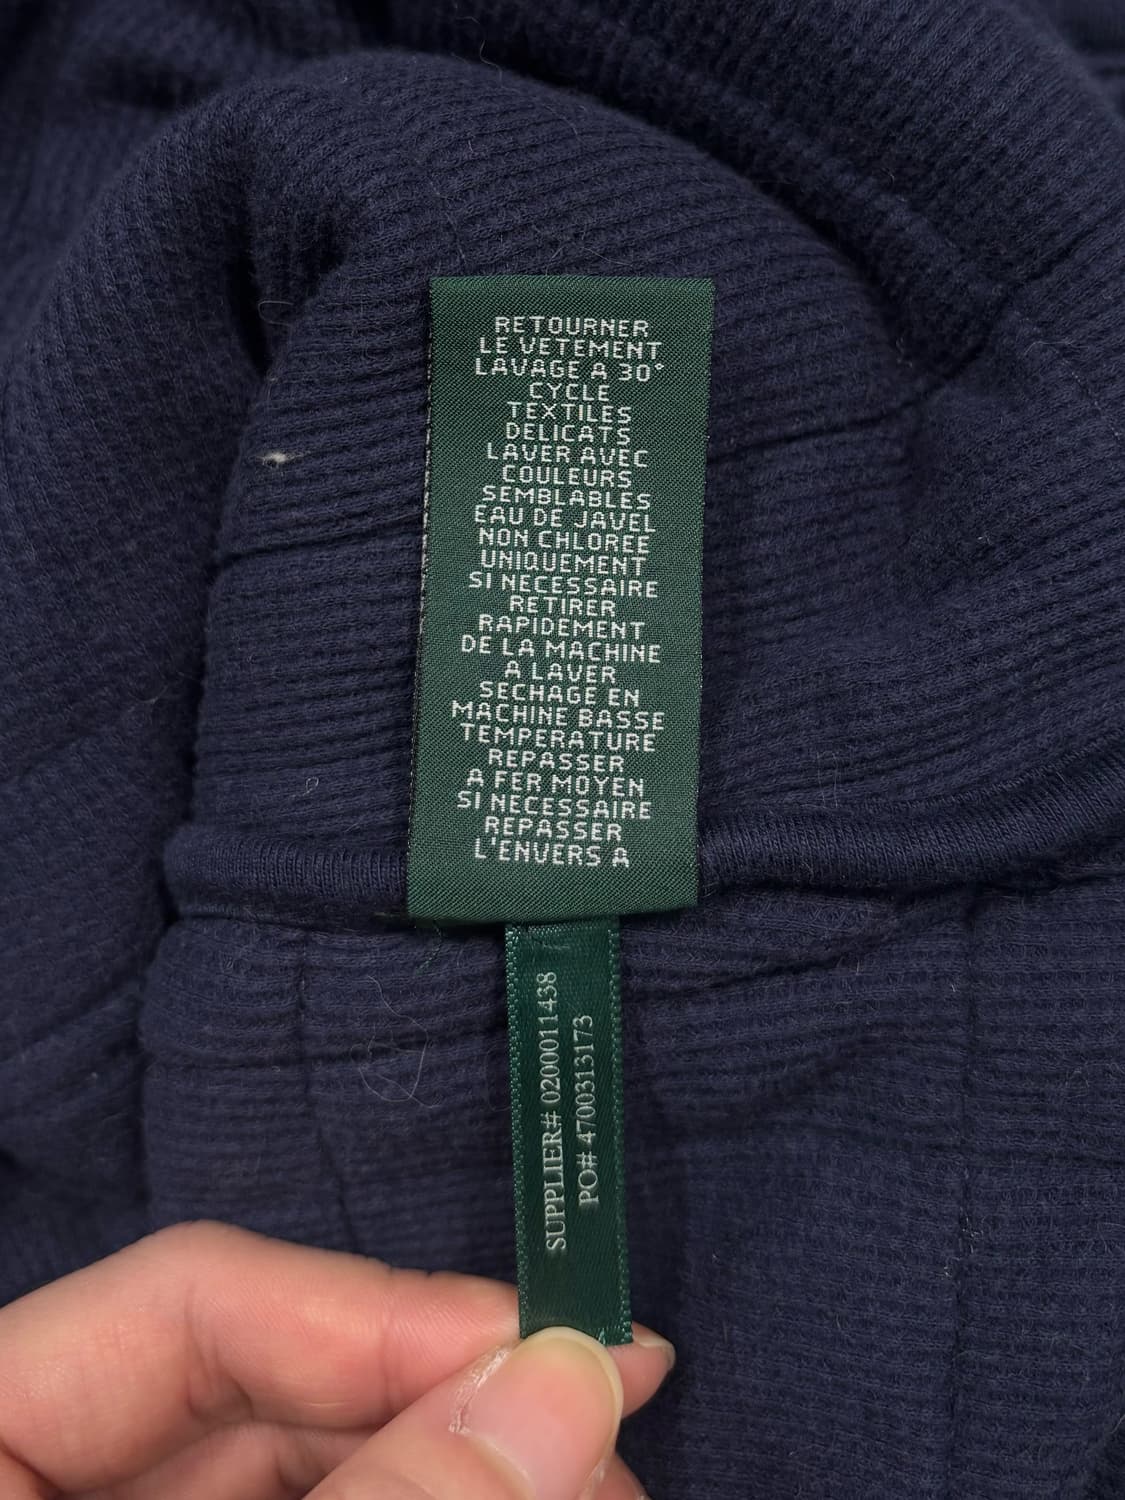 RETOURNER
LE VETEMENT
LAVAGE A 30°
CYCLE
TEXTILES
DELICATS
LAVER AVEC
COULEURS
SEMBLABLES
EAU DE JAVEL
NON CHLOREE
UNIQUEMENT
SI NECESSAIRE
RETIRER
RAPIDEMENT
DE LA MACHINE
A LAVER
SECHAGE EN
MACHINE BASSE
TEMPERATURE
REPASSER
A FER MOYEN
SI NECESSAIRE
REPASSER
L'ENVERS A
SUPPLIER# 0200011438
PO# 4700313173